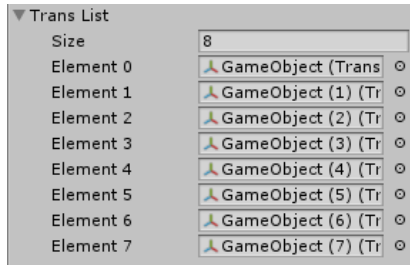 Trans List
Size 8
Element 0 GameObject (Trans
Element 1 GameObject (1) (Tr
Element 2 GameObject (2) (Tr
Element 3 GameObject (3) (Tr
Element 4 GameObject (4) (Tr
Element 5 GameObject (5) (Tr
Element 6 GameObject (6) (Tr
Element 7 GameObject (7) (Tr